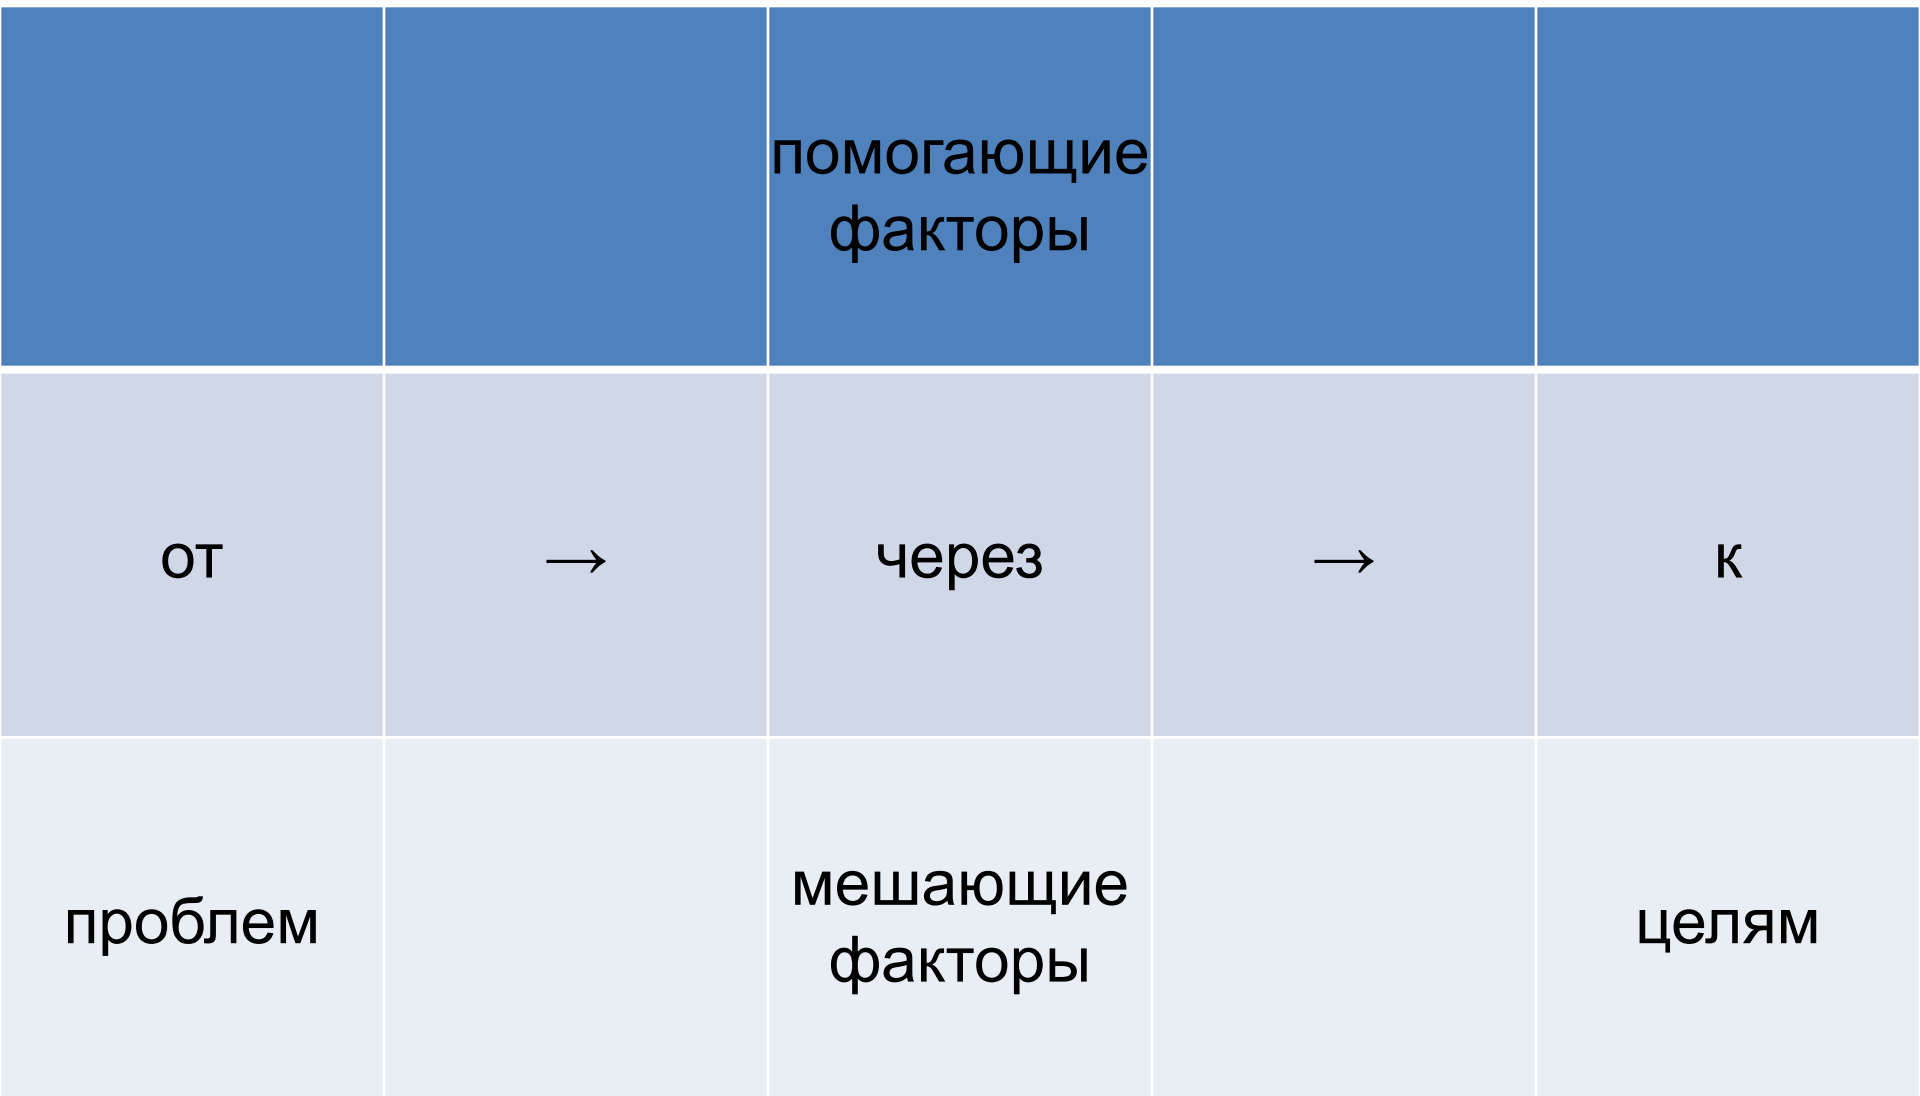 помогающие
факторы
от → через → к
проблем
мешающие
факторы
целям